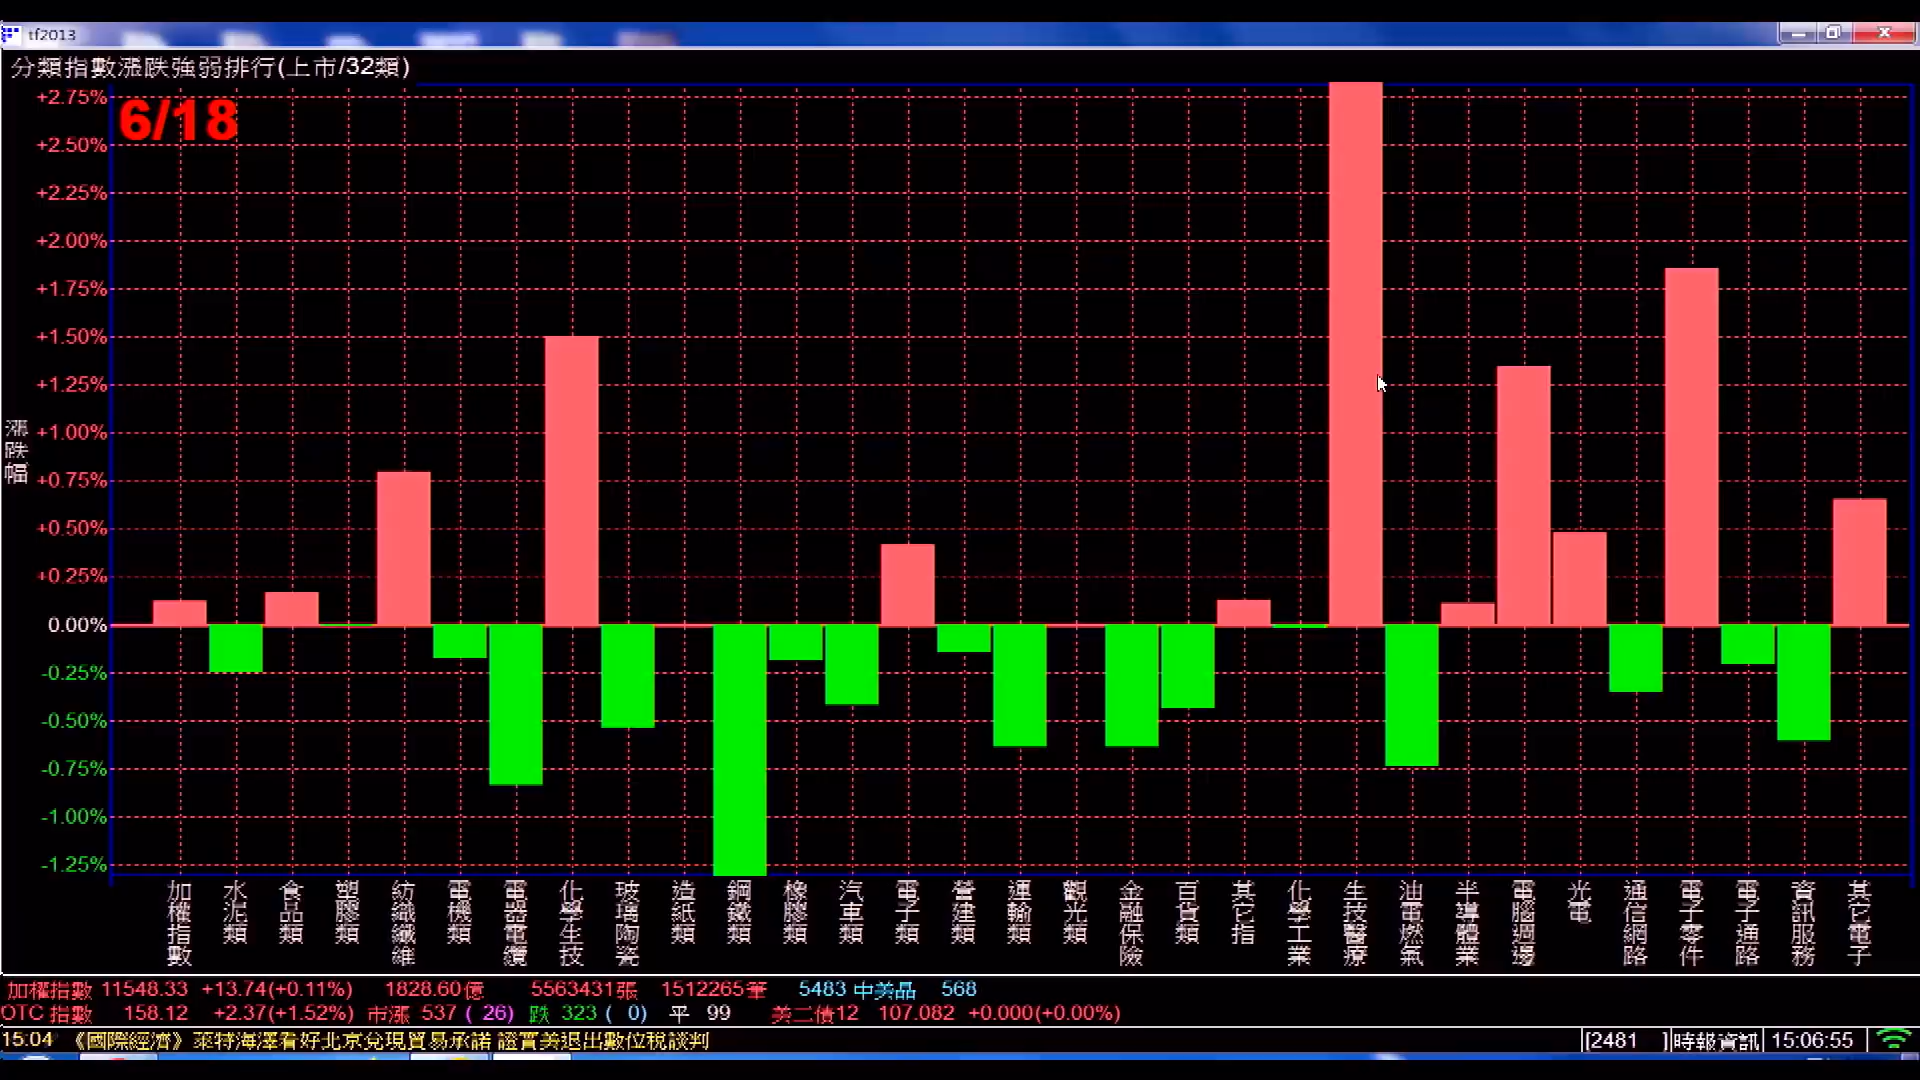 tf2013
分類指數漲跌強弱排行(上市/32類)
6/18
+2.75%
+2.50%
+2.25%
+2.00%
+1.75%
+1.50%
+1.25%
+1.00%
+0.75%
+0.50%
+0.25%
0.00%
-0.25%
-0.50%
-0.75%
-1.00%
-1.25%
漲跌幅
加權指數
水泥類
食品類
塑膠類
紡織纖維
電機類
電器電纜
化學生技
玻璃陶瓷
造紙類
鋼鐵類
橡膠類
汽車類
電子類
營建類
運輸類
觀光類
金融保險
百貨類
其它指
化學工業
生技醫療
油電燃氣
半導體業
電腦週邊
光電
通信網路
電子零件
電子通路
資訊服務
其它電子
加權指數 11548.33 +13.74(+0.11%) 1828.60億 5563431張 1512265筆 5483 中美晶 568
OTC 指數 158.12 +2.37(+1.52%) 市漲 537 ( 26) 跌 323 ( 0) 平 99 美二債12 107.082 +0.000(+0.00%)
15:04 《國際經濟》萊特海澤看好北京兌現貿易承諾 證實美退出數位稅談判 [2481 ]時報資訊 15:06:55